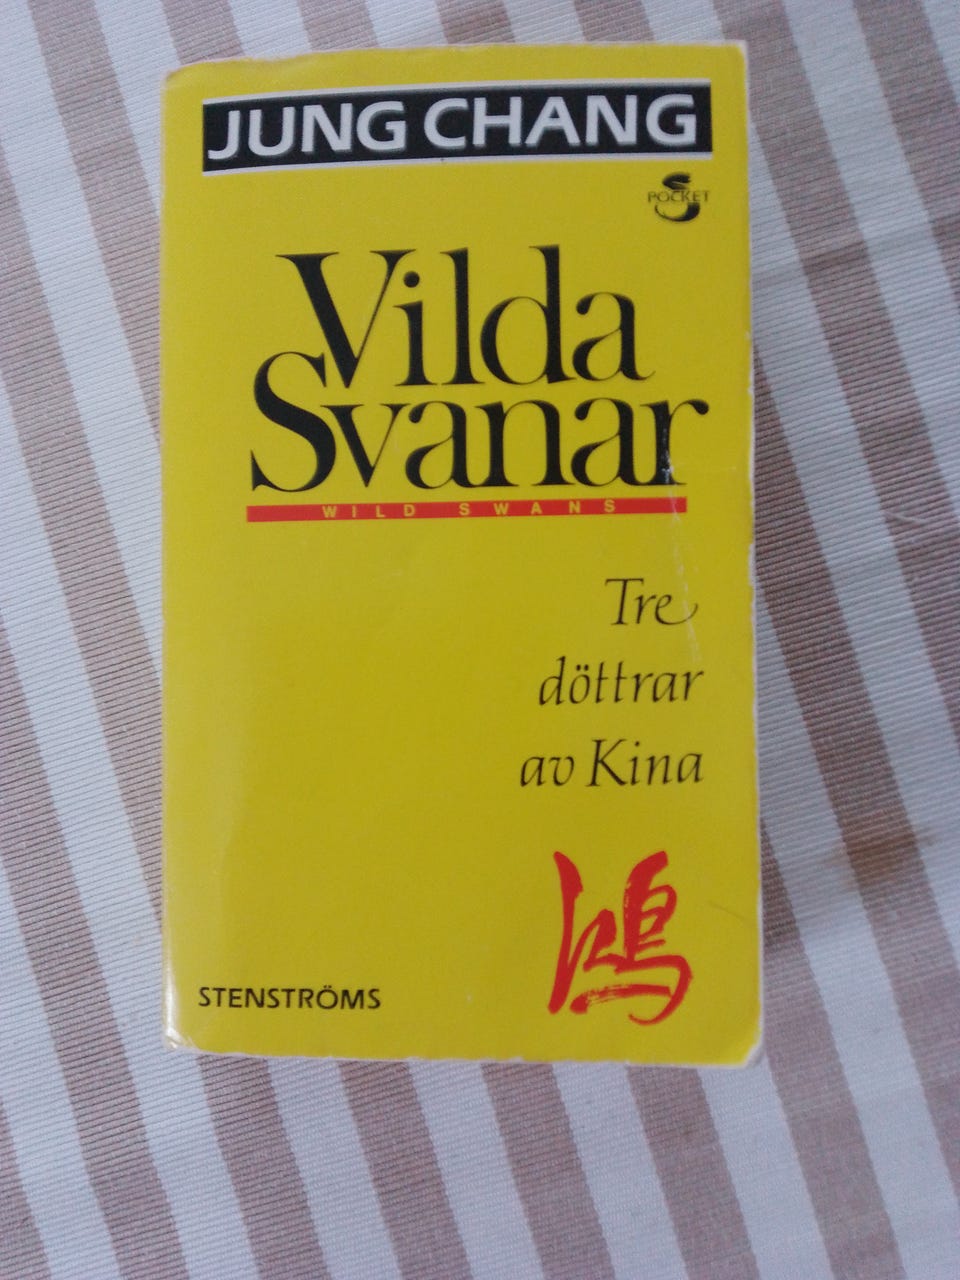 JUNG CHANG
POCKET
Vilda
Svanar
WILD SWANS
Tre
döttrar
av Kina
鴻
STENSTRÖMS